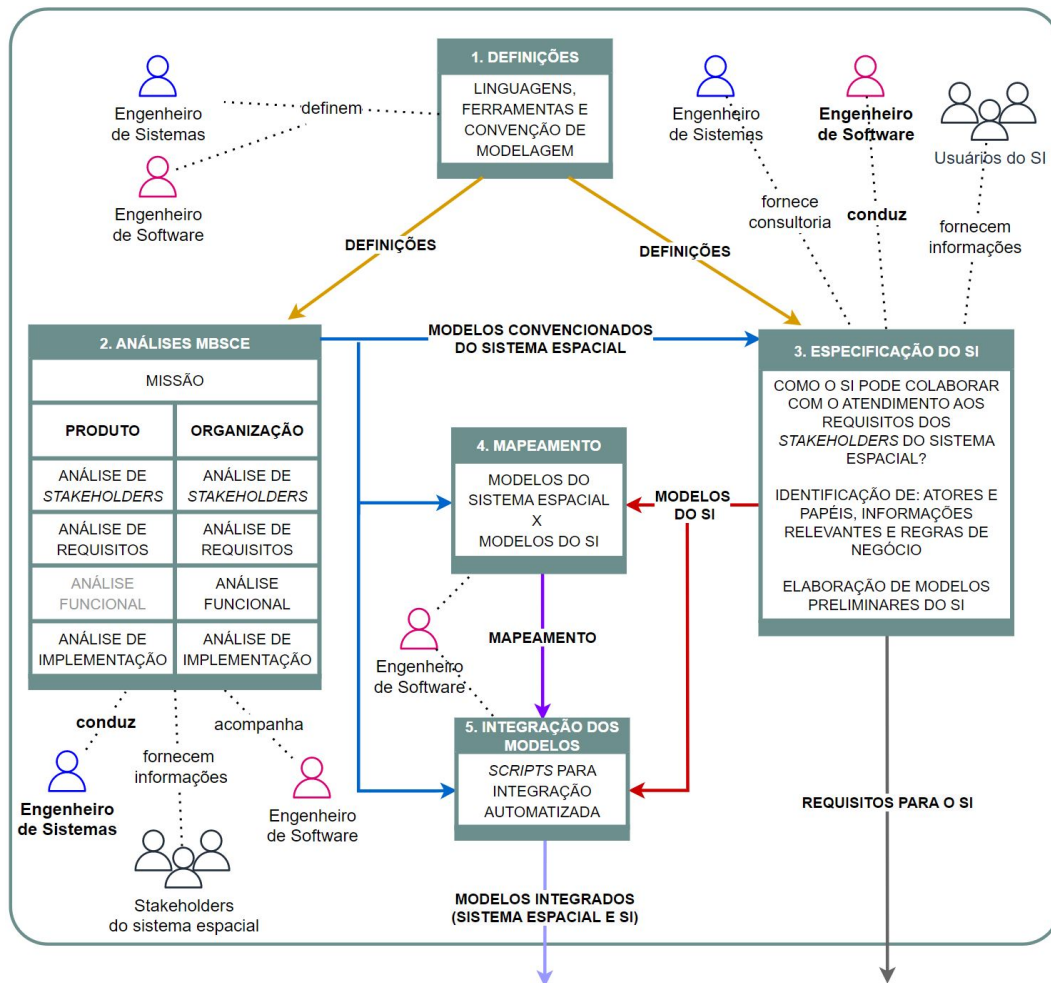 1. DEFINIÇÕES
LINGUAGENS,
FERRAMENTAS E
CONVENÇÃO DE
MODELAGEM
Engenheiro
de Sistemas
definem
Engenheiro
de Software
Engenheiro
de Sistemas
Engenheiro
de Software
Usuários do SI
fornece
consultoria
conduz
fornecem
informações
DEFINIÇÕES
DEFINIÇÕES
2. ANÁLISES MBSCE
MISSÃO
PRODUTO
ORGANIZAÇÃO
ANÁLISE DE
STAKEHOLDERS
ANÁLISE DE
STAKEHOLDERS
ANÁLISE DE
REQUISITOS
ANÁLISE DE
REQUISITOS
ANÁLISE
FUNCIONAL
ANÁLISE
FUNCIONAL
ANÁLISE DE
IMPLEMENTAÇÃO
ANÁLISE DE
IMPLEMENTAÇÃO
MODELOS CONVENCIONADOS
DO SISTEMA ESPACIAL
3. ESPECIFICAÇÃO DO SI
COMO O SI PODE COLABORAR
COM O ATENDIMENTO AOS
REQUISITOS DOS
STAKEHOLDERS DO SISTEMA
ESPACIAL?
IDENTIFICAÇÃO DE: ATORES E
PAPÉIS, INFORMAÇÕES
RELEVANTES E REGRAS DE
NEGÓCIO
ELABORAÇÃO DE MODELOS
PRELIMINARES DO SI
4. MAPEAMENTO
MODELOS DO
SISTEMA ESPACIAL
X
MODELOS DO SI
MODELOS
DO SI
MAPEAMENTO
Engenheiro
de Software
5. INTEGRAÇÃO DOS
MODELOS
SCRIPTS PARA
INTEGRAÇÃO
AUTOMATIZADA
conduz
fornecem
informações
acompanha
Engenheiro
de Sistemas
Engenheiro
de Software
Stakeholders
do sistema espacial
REQUISITOS PARA O SI
MODELOS INTEGRADOS
(SISTEMA ESPACIAL E SI)